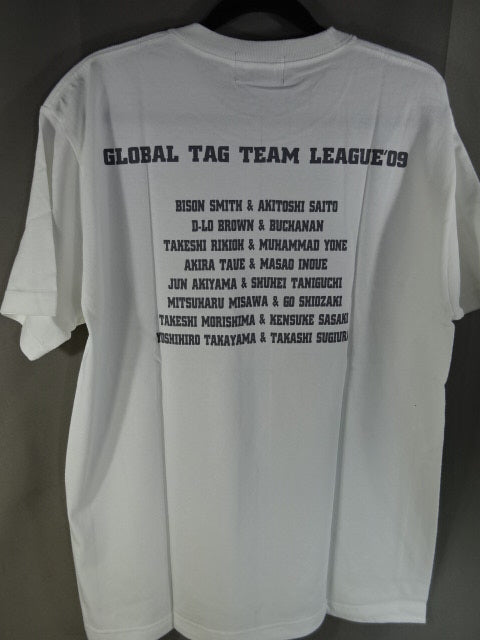 GLOBAL TAG TEAM LEAGUE'09
BISON SMITH & AKITOSHI SAITO
D-LO BROWN & BUCHANAN
TAKESHI RIKIOH & MUHAMMAD YONE
AKIRA TAUE & MASAO INOUE
JUN AKIYAMA & SHUHEI TANIGUCHI
MITSUHARU MISAWA & GO SHIOZAKI
TAKESHI MORISHIMA & KENSUKE SASAKI
YOSHIHIRO TAKAYAMA & TAKASHI SUGIURA